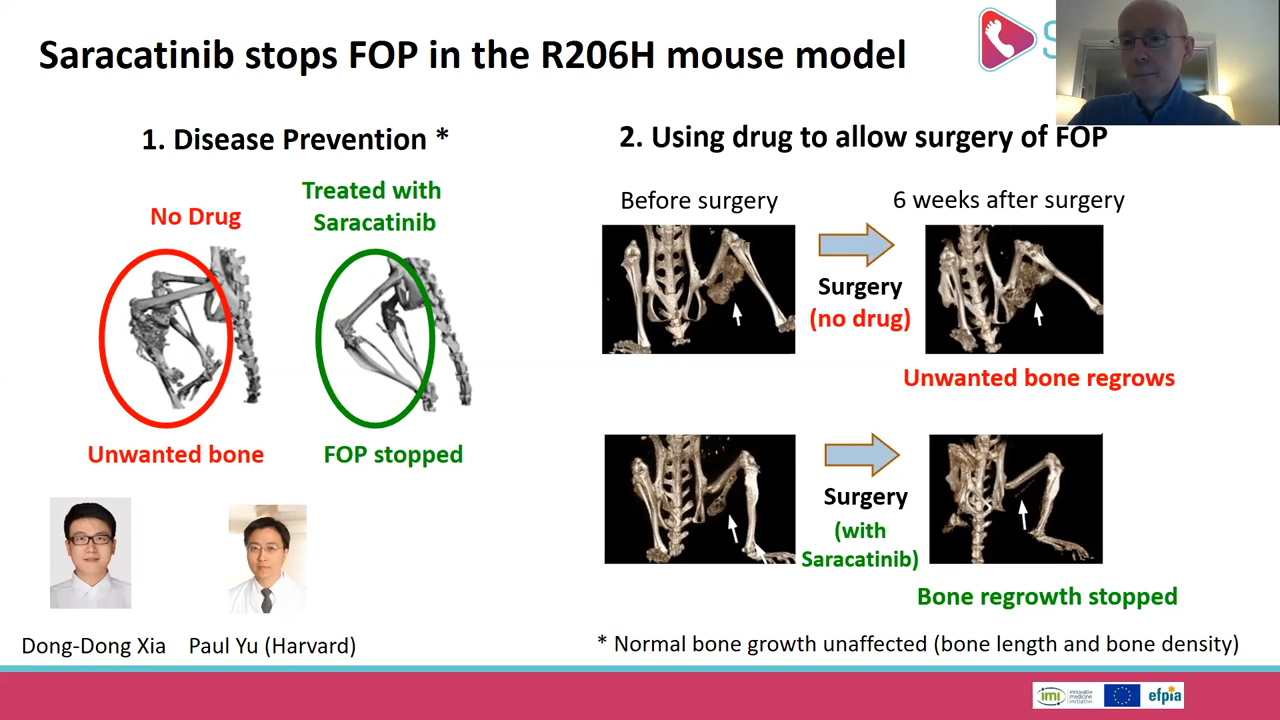 Saracatinib stops FOP in the R206H mouse model
S
1. Disease Prevention *
No Drug
Treated with
Saracatinib
Unwanted bone
FOP stopped
Dong-Dong Xia
Paul Yu (Harvard)
2. Using drug to allow surgery of FOP
Before surgery
6 weeks after surgery
Surgery
(no drug)
Unwanted bone regrows
Surgery
(with
Saracatinib)
Bone regrowth stopped
* Normal bone growth unaffected (bone length and bone density)
imi
innovative
medicines
initiative
efpia